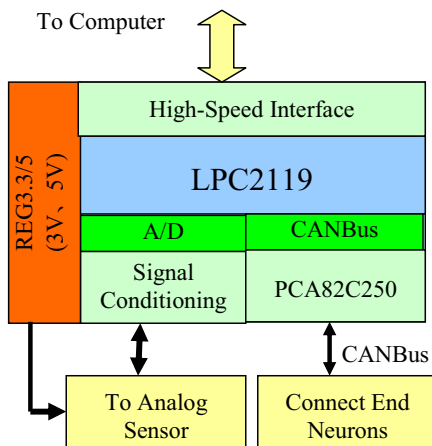 To Computer
High-Speed Interface
REG3.3/5
(3V、5V)
LPC2119
A/D
CANBus
Signal
Conditioning
PCA82C250
CANBus
To Analog
Sensor
Connect End
Neurons